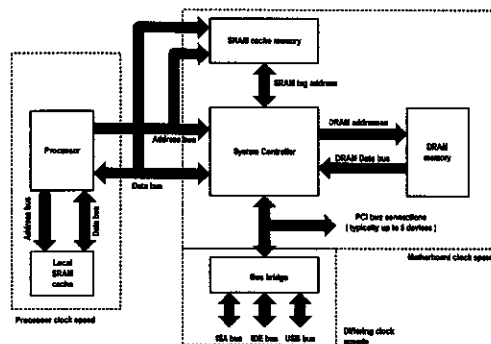 SRAM cache memory
SRAM tag address
Processor
Address bus
System Controller
DRAM addresses
DRAM
memory
DRAM Data bus
Data bus
Address bus
Data bus
PCI bus connections
( typically up to 5 devices )
Local
SRAM
cache
Motherboard clock speed
Bus bridge
Processor clock speed
ISA bus
IDE bus
USB bus
Differing clock
speeds